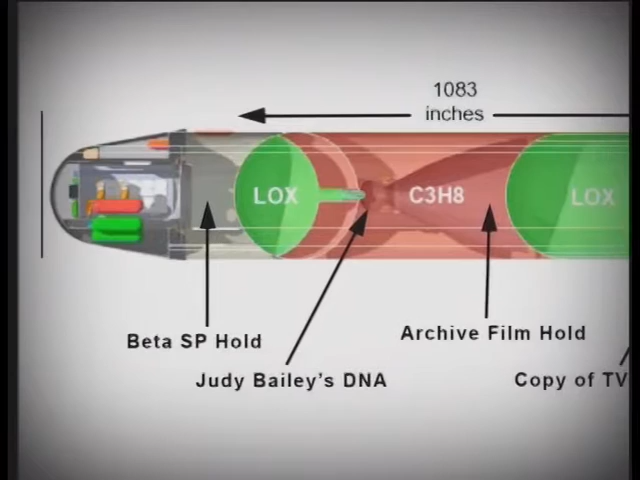 1083
inches
LOX
C3H8
LOX
Beta SP Hold
Archive Film Hold
Judy Bailey's DNA
Copy of TV